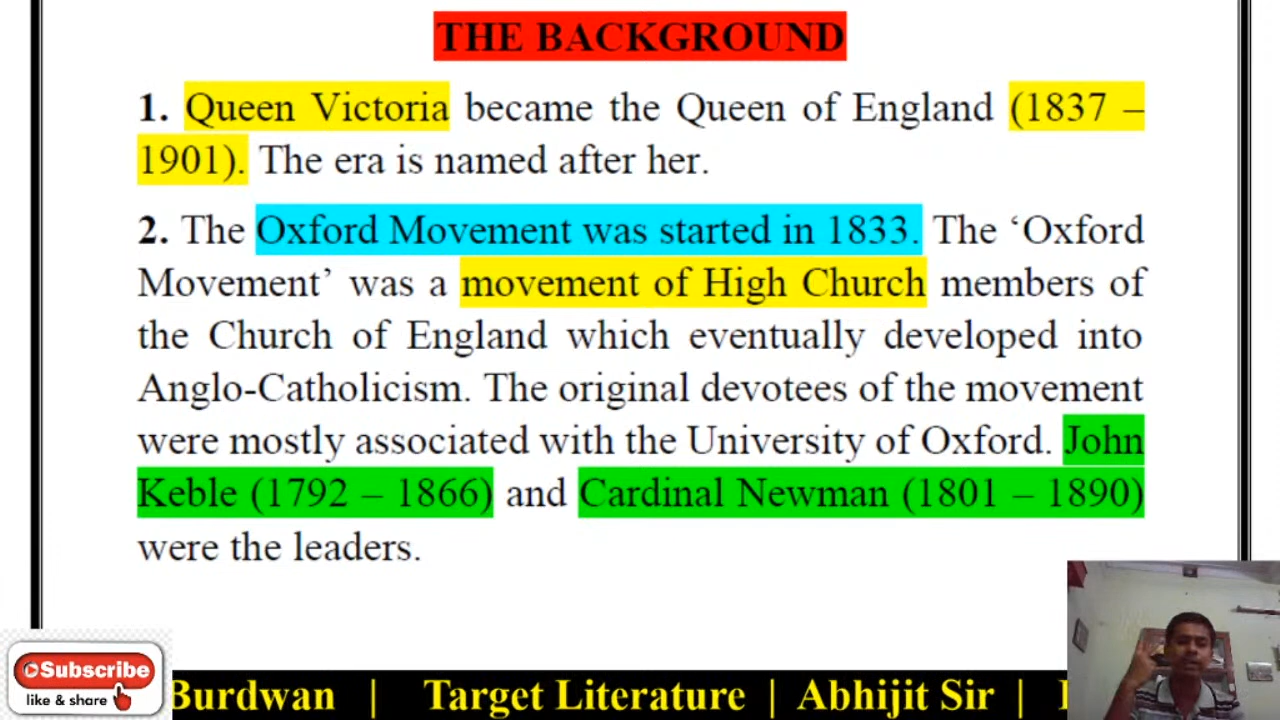 THE BACKGROUND
1. Queen Victoria became the Queen of England (1837 –
1901). The era is named after her.
2. The Oxford Movement was started in 1833. The ‘Oxford
Movement’ was a movement of High Church members of
the Church of England which eventually developed into
Anglo-Catholicism. The original devotees of the movement
were mostly associated with the University of Oxford. John
Keble (1792 – 1866) and Cardinal Newman (1801 – 1890)
were the leaders.
Subscribe
like & share
Burdwan | Target Literature | Abhijit Sir |